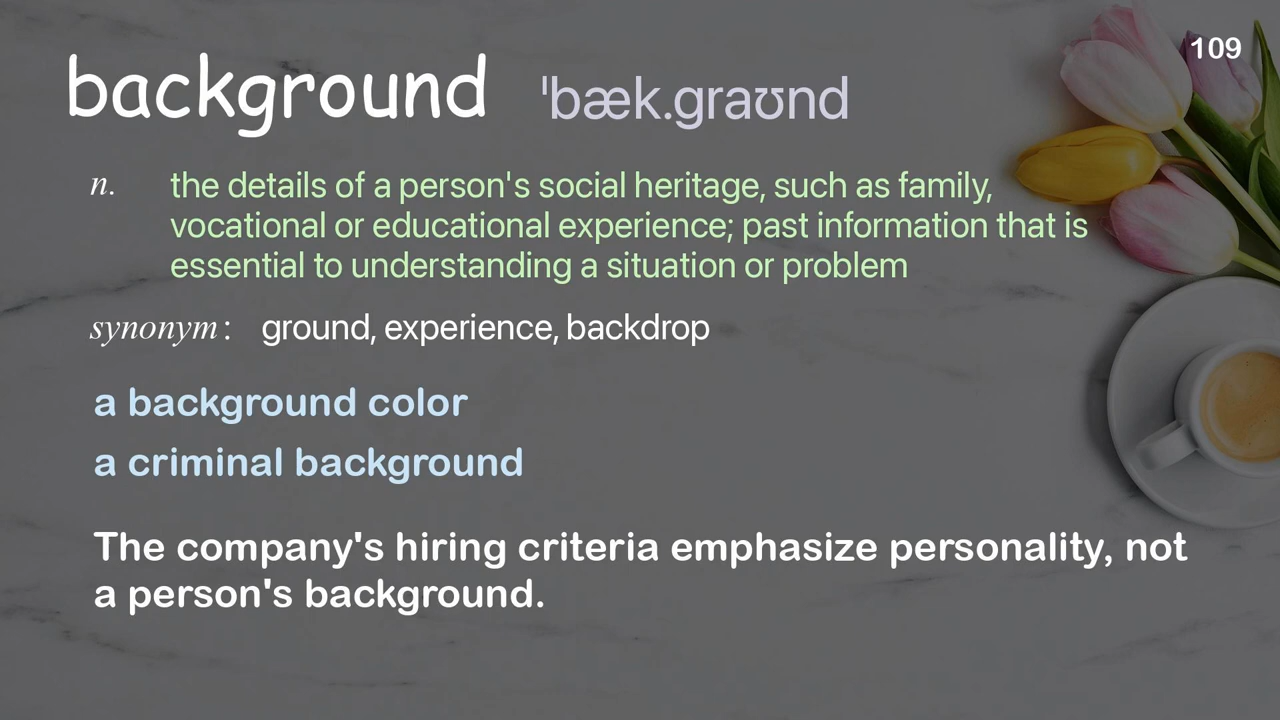 109
background ˈbæk.graʊnd
n. the details of a person's social heritage, such as family,
vocational or educational experience; past information that is
essential to understanding a situation or problem
synonym: ground, experience, backdrop
a background color
a criminal background
The company's hiring criteria emphasize personality, not
a person's background.